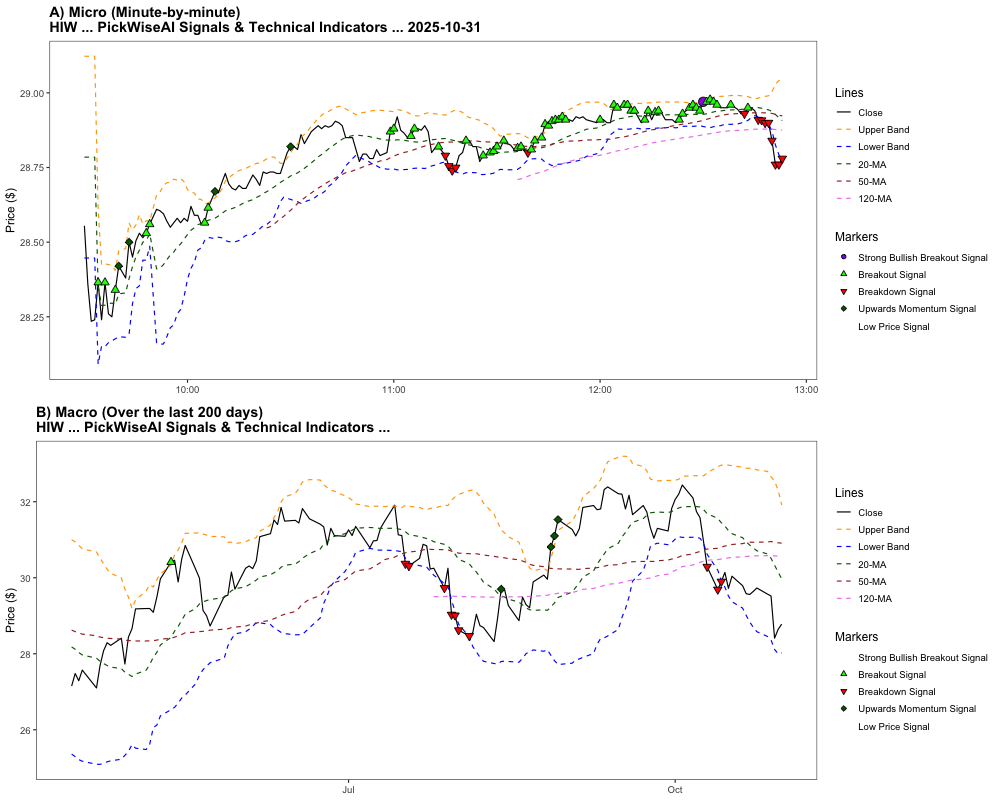 A) Micro (Minute-by-minute)
HIW ... PickWiseAI Signals & Technical Indicators ... 2025-10-31
Price ($)
29.00
28.75
28.50
28.25
10:00
11:00
12:00
13:00
Lines
Close
Upper Band
Lower Band
20-MA
50-MA
120-MA
Markers
Strong Bullish Breakout Signal
Breakout Signal
Breakdown Signal
Upwards Momentum Signal
Low Price Signal
B) Macro (Over the last 200 days)
HIW ... PickWiseAI Signals & Technical Indicators ...
Price ($)
32
30
28
26
Jul
Oct
Lines
Close
Upper Band
Lower Band
20-MA
50-MA
120-MA
Markers
Strong Bullish Breakout Signal
Breakout Signal
Breakdown Signal
Upwards Momentum Signal
Low Price Signal